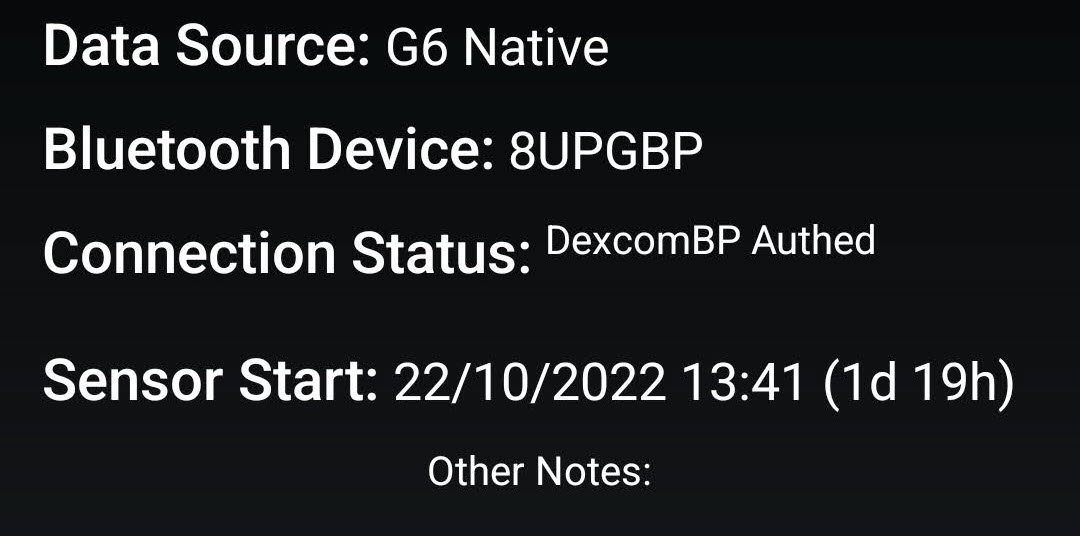 Data Source: G6 Native
Bluetooth Device: 8UPGBP
Connection Status: DexcomBP Authed
Sensor Start: 22/10/2022 13:41 (1d 19h)
Other Notes: